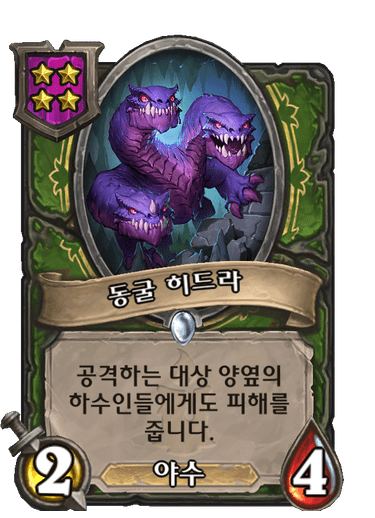 동굴 히드라
공격하는 대상 양옆의
하수인들에게도 피해를
줍니다.
2
야수
4